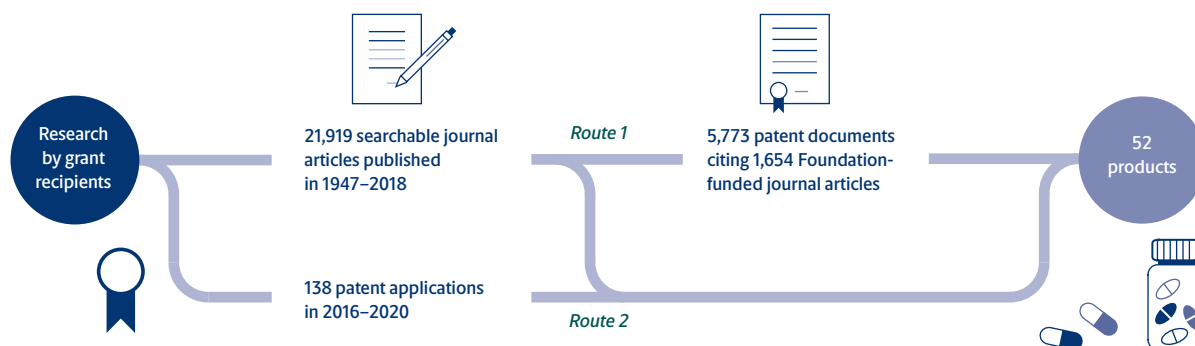 Research
by grant
recipients
21,919 searchable journal
articles published
in 1947–2018
Route 1
5,773 patent documents
citing 1,654 Foundation-
funded journal articles
52
products
138 patent applications
in 2016–2020
Route 2